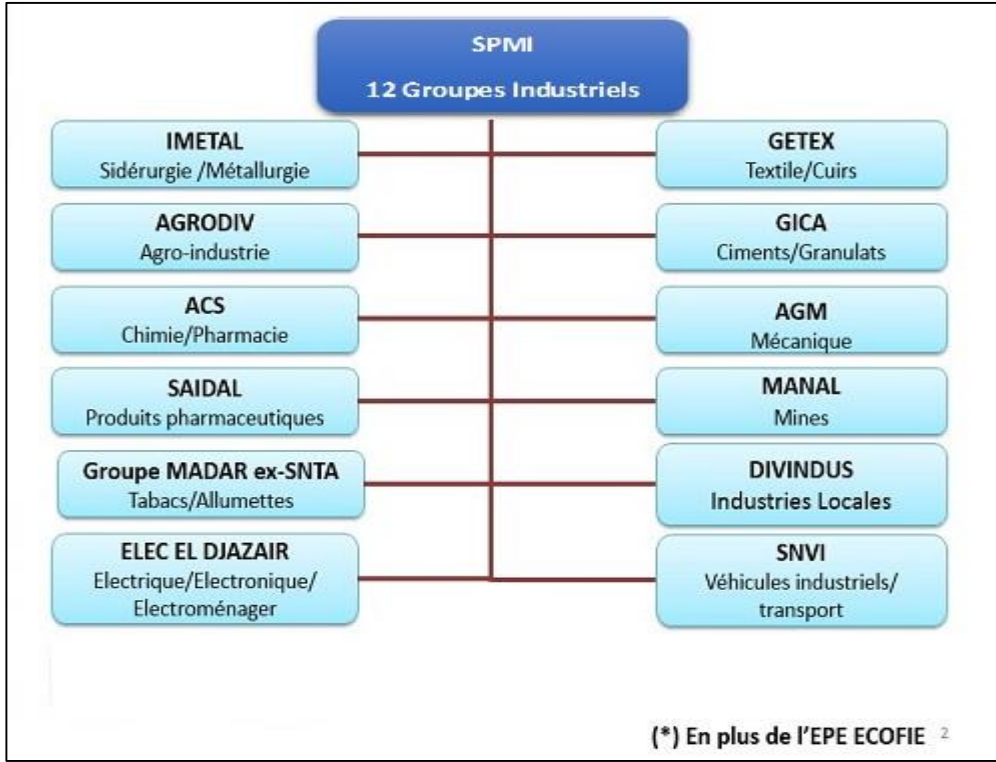 SPMI
12 Groupes Industriels
IMETAL
Sidérurgie /Métallurgie
GETEX
Textile/Cuirs
AGRODIV
Agro-industrie
GICA
Ciments/Granulats
ACS
Chimie/Pharmacie
AGM
Mécanique
SAIDAL
Produits pharmaceutiques
MANAL
Mines
Groupe MADAR ex-SNTA
Tabacs/Allumettes
DIVINDUS
Industries Locales
ELEC EL DJAZAIR
Electrique/Electronique/
Electroménager
SNVI
Véhicules industriels/
transport
(*) En plus de l'EPE ECOFIE 2